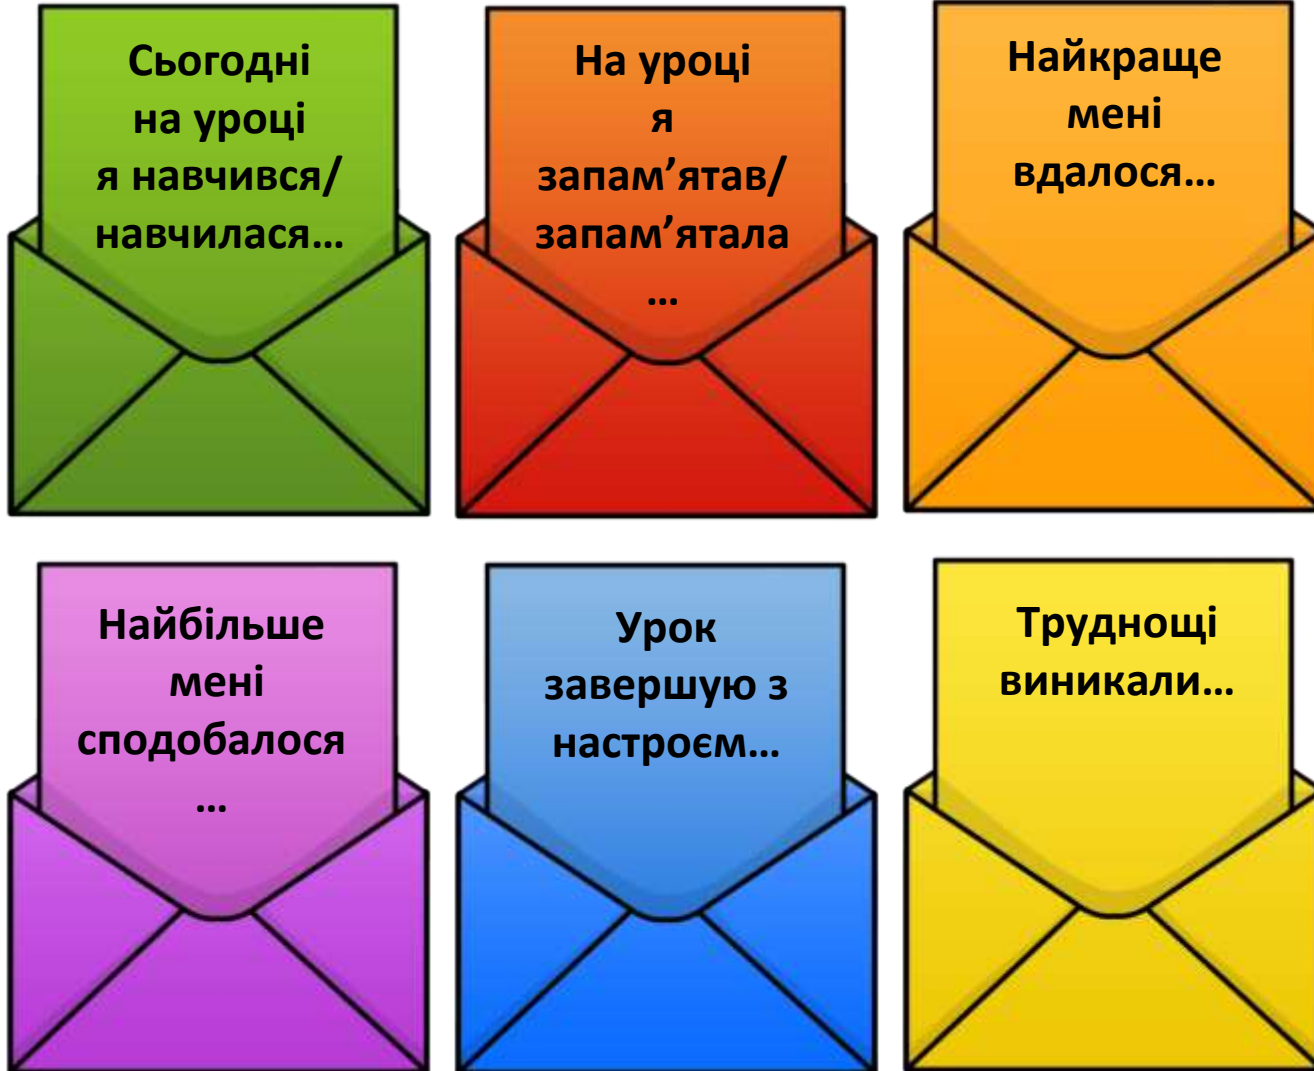 Сьогодні
на уроці
я навчився/
навчилася…
На уроці
я
запам’ятав/
запам’ятала
…
Найкраще
мені
вдалося…
Найбільше
мені
сподобалося
…
Урок
завершую з
настроєм…
Труднощі
виникали…